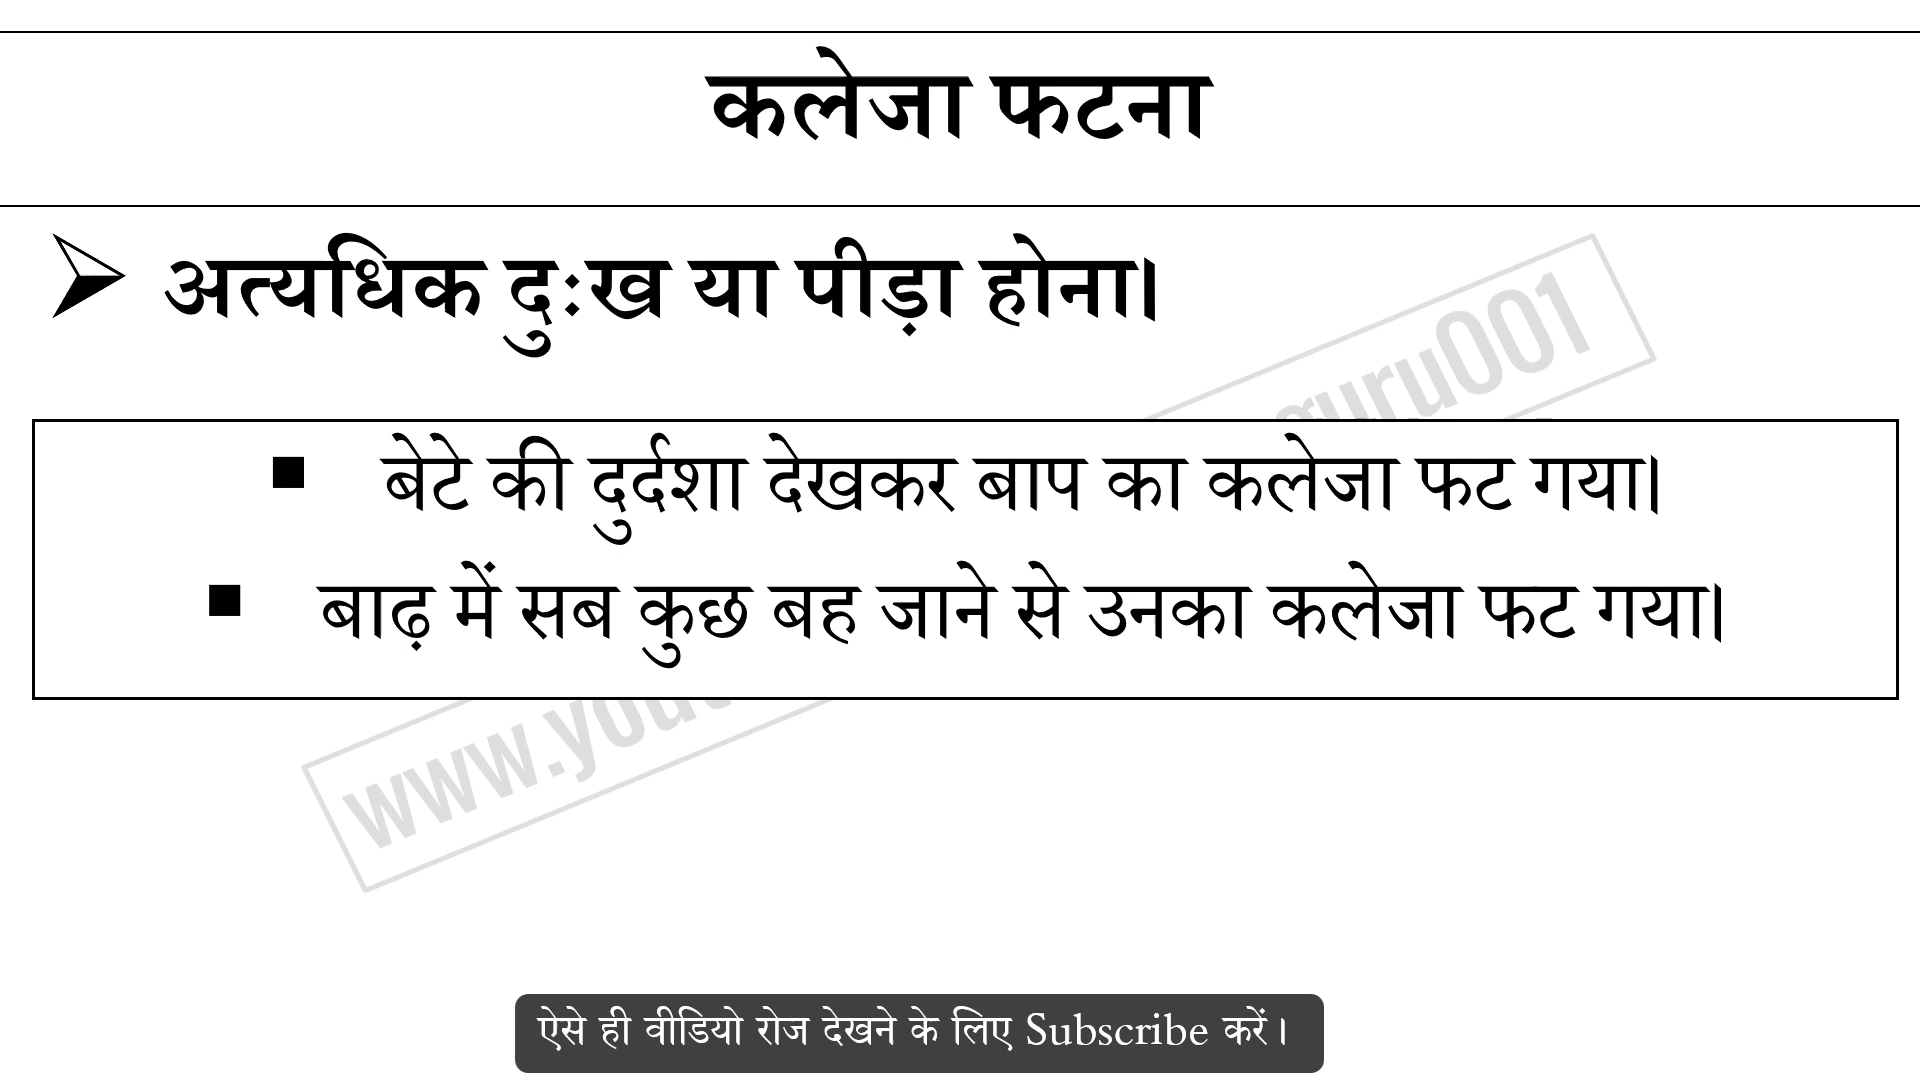 कलेजा फटना
अत्यधिक दुःख या पीड़ा होना।
बेटे की दुर्दशा देखकर बाप का कलेजा फट गया।
बाढ़ में सब कुछ बह जाने से उनका कलेजा फट गया।
ऐसे ही वीडियो रोज देखने के लिए Subscribe करें।